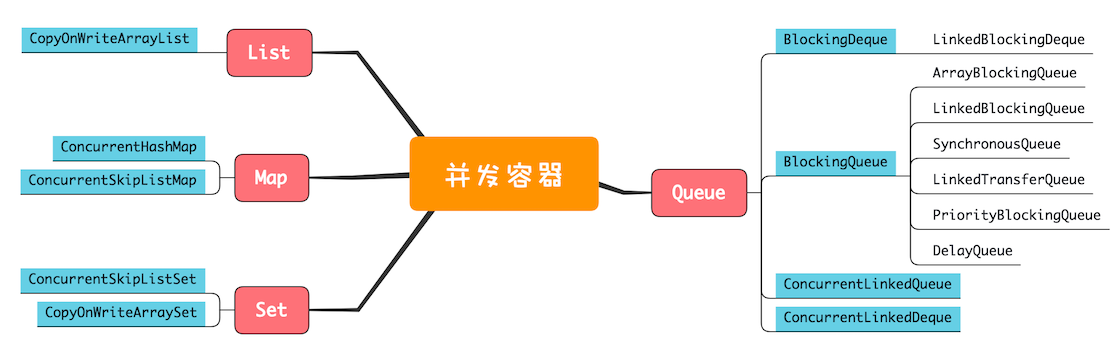 并发容器
List
CopyOnWriteArrayList
Map
ConcurrentHashMap
ConcurrentSkipListMap
Set
ConcurrentSkipListSet
CopyOnWriteArraySet
Queue
BlockingDeque
LinkedBlockingDeque
BlockingQueue
ArrayBlockingQueue
LinkedBlockingQueue
SynchronousQueue
LinkedTransferQueue
PriorityBlockingQueue
DelayQueue
ConcurrentLinkedQueue
ConcurrentLinkedDeque